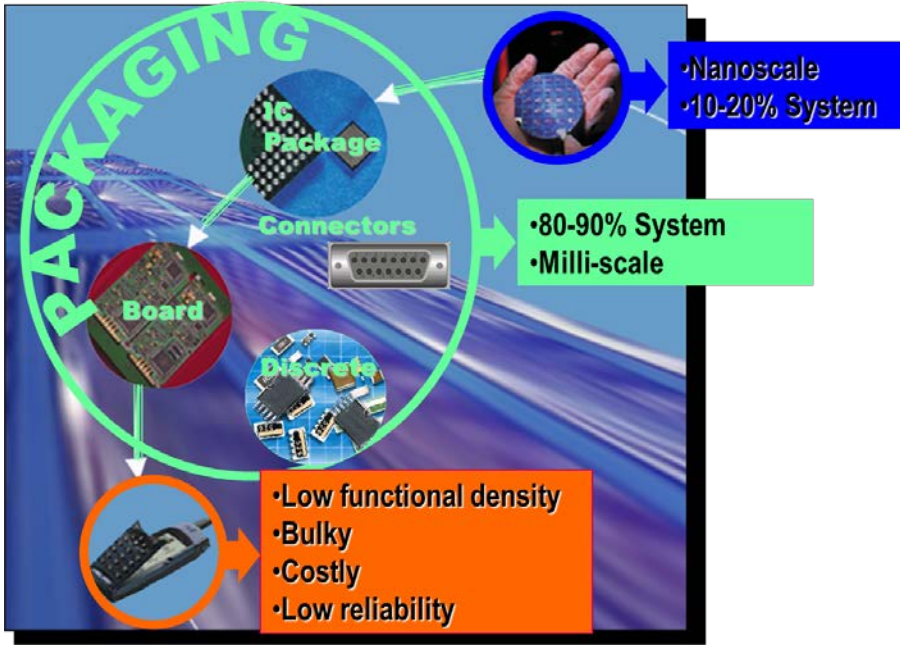 PACKAGING
•Nanoscale
•10-20% System
IC
Package
Connectors
•80-90% System
•Milli-scale
Board
Discrete
•Low functional density
•Bulky
•Costly
•Low reliability